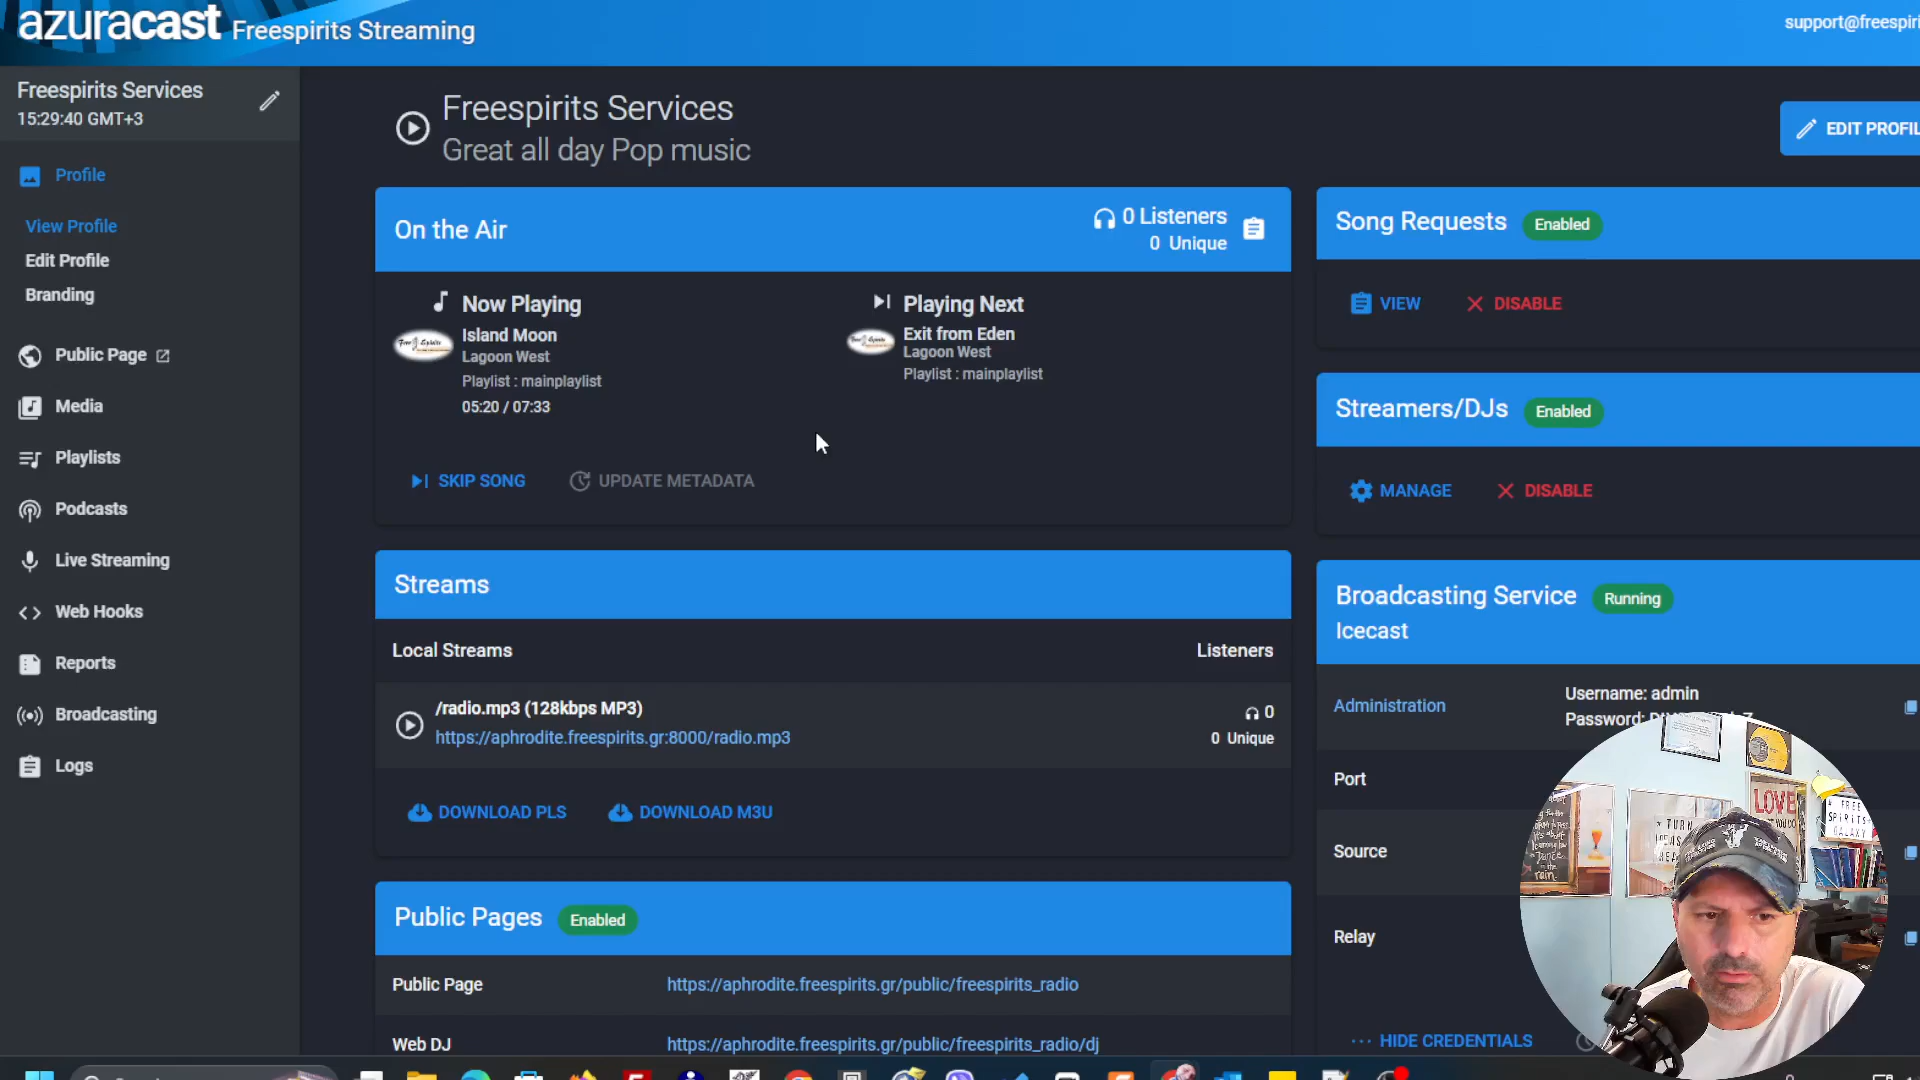 azuracast Freespirits Streaming
support@freespiri
Freespirits Services
15:29:40 GMT+3
Profile
View Profile
Edit Profile
Branding
Public Page
Media
Playlists
Podcasts
Live Streaming
Web Hooks
Reports
Broadcasting
Logs
Freespirits Services
Great all day Pop music
EDIT PROFIL
On the Air
0 Listeners
0 Unique
Now Playing
Island Moon
Lagoon West
Playlist : mainplaylist
05:20 / 07:33
Playing Next
Exit from Eden
Lagoon West
Playlist : mainplaylist
SKIP SONG
UPDATE METADATA
Streams
Local Streams
Listeners
/radio.mp3 (128kbps MP3)
https://aphrodite.freespirits.gr:8000/radio.mp3
0
0 Unique
DOWNLOAD PLS
DOWNLOAD M3U
Public Pages
Enabled
Public Page
https://aphrodite.freespirits.gr/public/freespirits_radio
Web DJ
https://aphrodite.freespirits.gr/public/freespirits_radio/dj
Song Requests
Enabled
VIEW
DISABLE
Streamers/DJs
Enabled
MANAGE
DISABLE
Broadcasting Service
Running
Icecast
Administration
Username: admin
Password:
Port
Source
Relay
HIDE CREDENTIALS
LOVE
A FREE
SPIRITS
GALAXY